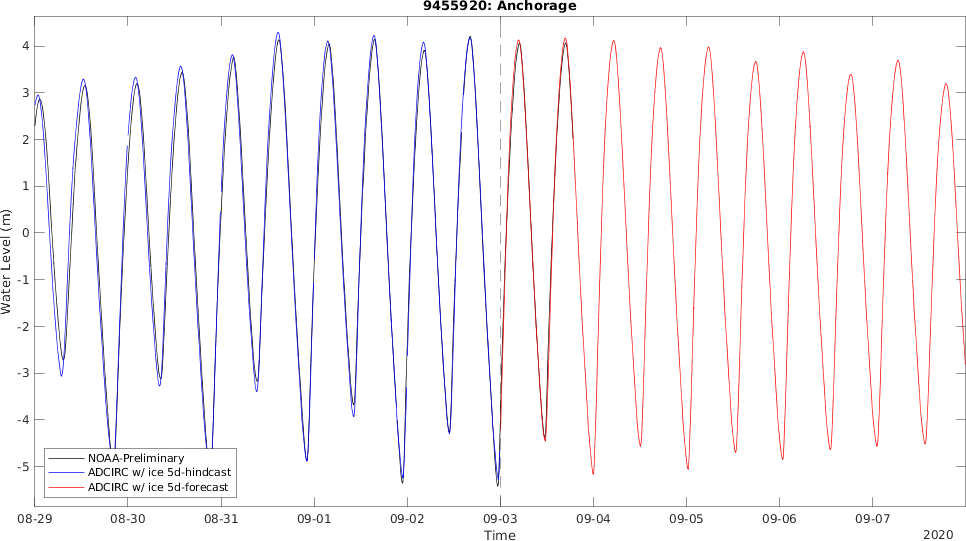 9455920: Anchorage
4
3
2
1
0
-1
-2
-3
-4
-5
Water Level (m)
NOAA-Preliminary
ADCIRC w/ ice 5d-hindcast
ADCIRC w/ ice 5d-forecast
08-29 08-30 08-31 09-01 09-02 09-03 09-04 09-05 09-06 09-07
Time
2020